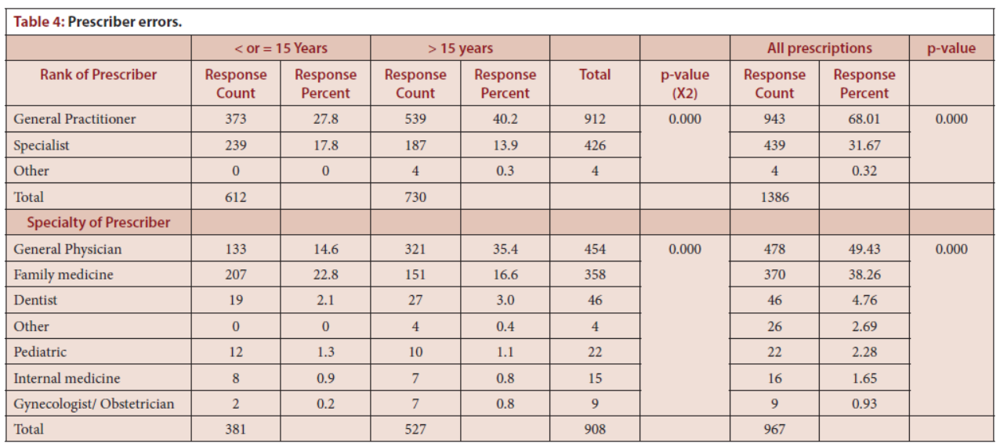 Table 4: Prescriber errors.
< or = 15 Years > 15 years All prescriptions p-value
Rank of Prescriber Response Count Response Percent Response Count Response Percent Total p-value (X2) Response Count Response Percent
General Practitioner 373 27.8 539 40.2 912 0.000 943 68.01 0.000
Specialist 239 17.8 187 13.9 426 439 31.67
Other 0 0 4 0.3 4 4 0.32
Total 612 730 1386
Specialty of Prescriber
General Physician 133 14.6 321 35.4 454 0.000 478 49.43 0.000
Family medicine 207 22.8 151 16.6 358 370 38.26
Dentist 19 2.1 27 3.0 46 46 4.76
Other 0 0 4 0.4 4 26 2.69
Pediatric 12 1.3 10 1.1 22 22 2.28
Internal medicine 8 0.9 7 0.8 15 16 1.65
Gynecologist/ Obstetrician 2 0.2 7 0.8 9 9 0.93
Total 381 527 908 967